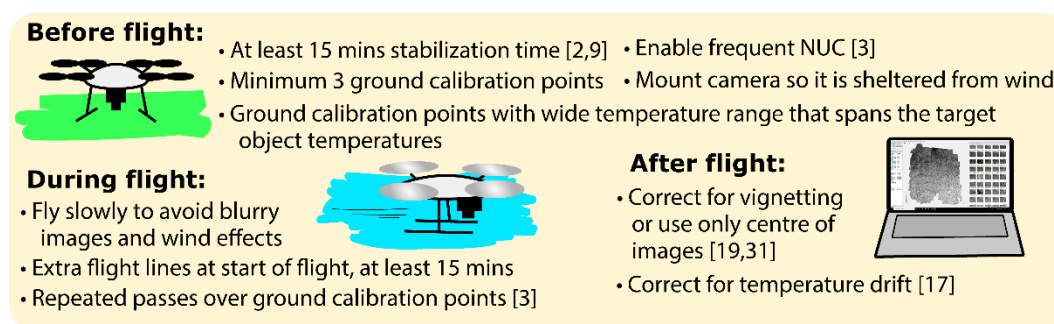 Before flight:
• At least 15 mins stabilization time [2,9]
• Enable frequent NUC [3]
• Minimum 3 ground calibration points
• Mount camera so it is sheltered from wind
• Ground calibration points with wide temperature range that spans the target
object temperatures
During flight:
• Fly slowly to avoid blurry
images and wind effects
• Extra flight lines at start of flight, at least 15 mins
• Repeated passes over ground calibration points [3]
After flight:
• Correct for vignetting
or use only centre of
images [19,31]
• Correct for temperature drift [17]